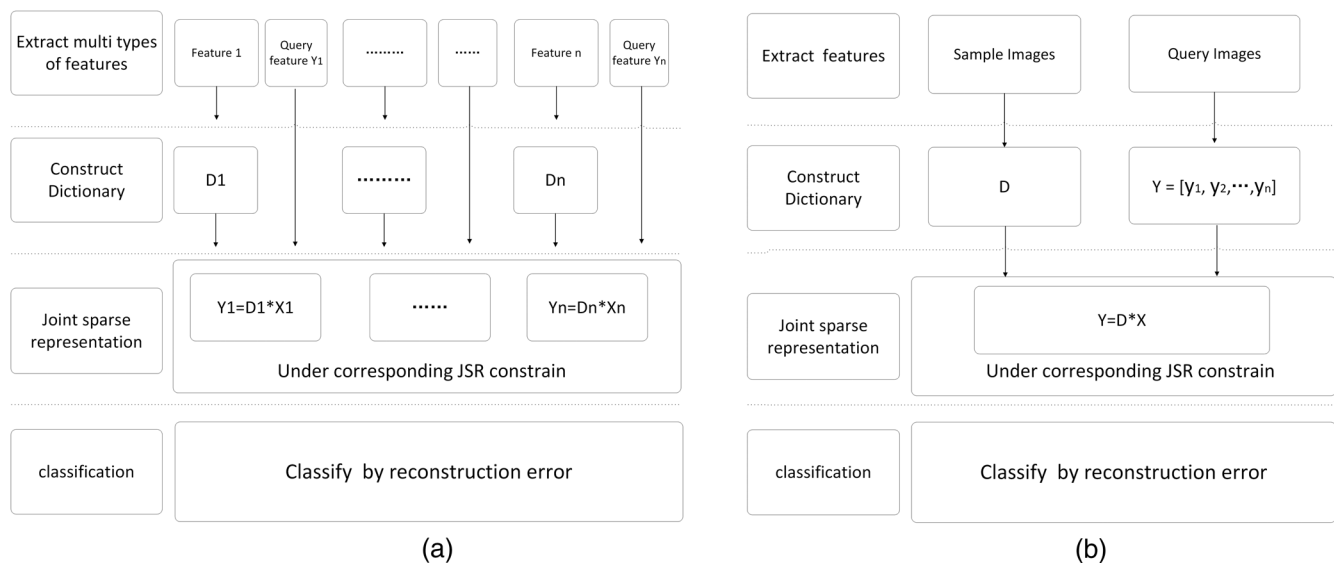 Extract multi types
of features
Feature 1
Query
feature Y1
………
……
Feature n
Query
feature Yn
Construct
Dictionary
D1
………
Dn
Joint sparse
representation
Y1=D1*X1
……
Yn=Dn*Xn
Under corresponding JSR constrain
classification
Classify by reconstruction error
(a)
Extract features
Sample Images
Query Images
Construct
Dictionary
D
Y = [y1, y2,⋯,yn]
Joint sparse
representation
Y=D*X
Under corresponding JSR constrain
classification
Classify by reconstruction error
(b)